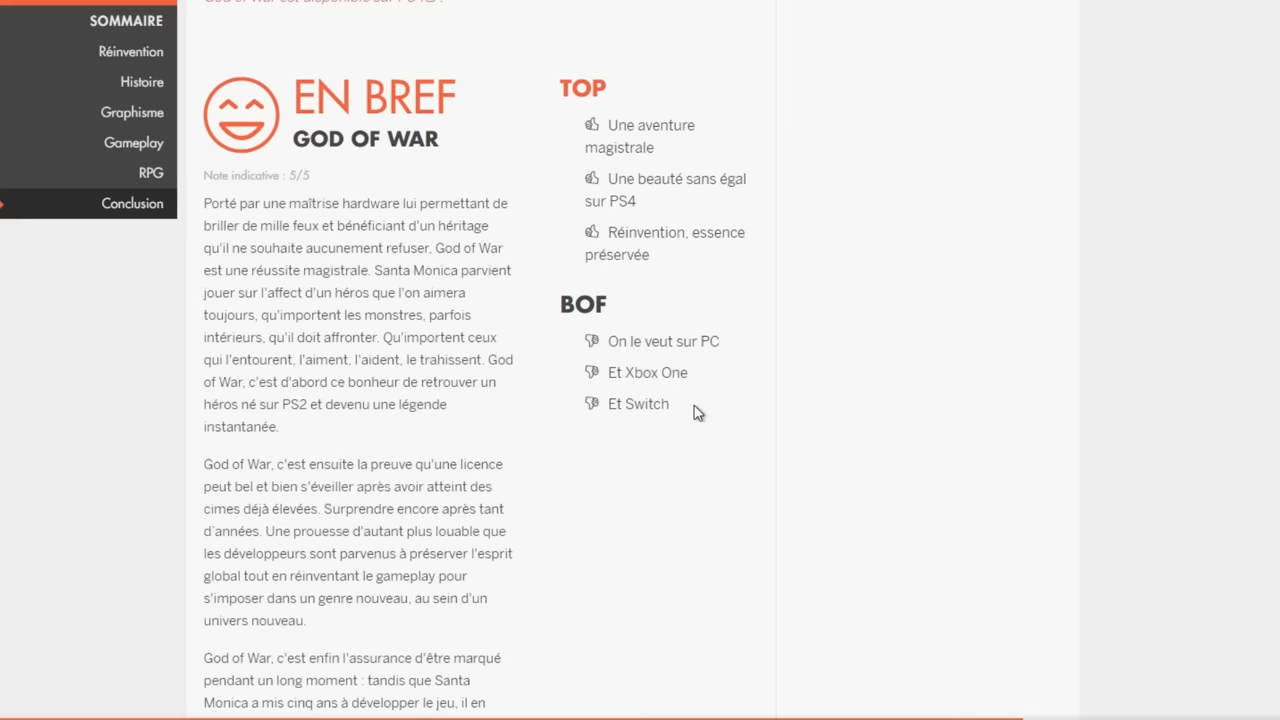 SOMMAIRE
Réinvention
Histoire
Graphisme
Gameplay
RPG
Conclusion
EN BREF
GOD OF WAR
Note indicative : 5/5
Porté par une maîtrise hardware lui permettant de
briller de mille feux et bénéficiant d'un héritage
qu'il ne souhaite aucunement refuser, God of War
est une réussite magistrale. Santa Monica parvient
jouer sur l'affect d'un héros que l'on aimera
toujours, qu'importent les monstres, parfois
intérieurs, qu'il doit affronter. Qu'importent ceux
qui l'entourent, l'aiment, l'aident, le trahissent. God
of War, c'est d'abord ce bonheur de retrouver un
héros né sur PS2 et devenu une légende
instantanée.
God of War, c'est ensuite la preuve qu'une licence
peut bel et bien s'éveiller après avoir atteint des
cimes déjà élevées. Surprendre encore après tant
d'années. Une prouesse d'autant plus louable que
les développeurs sont parvenus à préserver l'esprit
global tout en réinventant le gameplay pour
s'imposer dans un genre nouveau, au sein d'un
univers nouveau.
God of War, c'est enfin l'assurance d'être marqué
pendant un long moment : tandis que Santa
Monica a mis cinq ans à développer le jeu, il en
TOP
Une aventure
magistrale
Une beauté sans égal
sur PS4
Réinvention, essence
préservée
BOF
On le veut sur PC
Et Xbox One
Et Switch